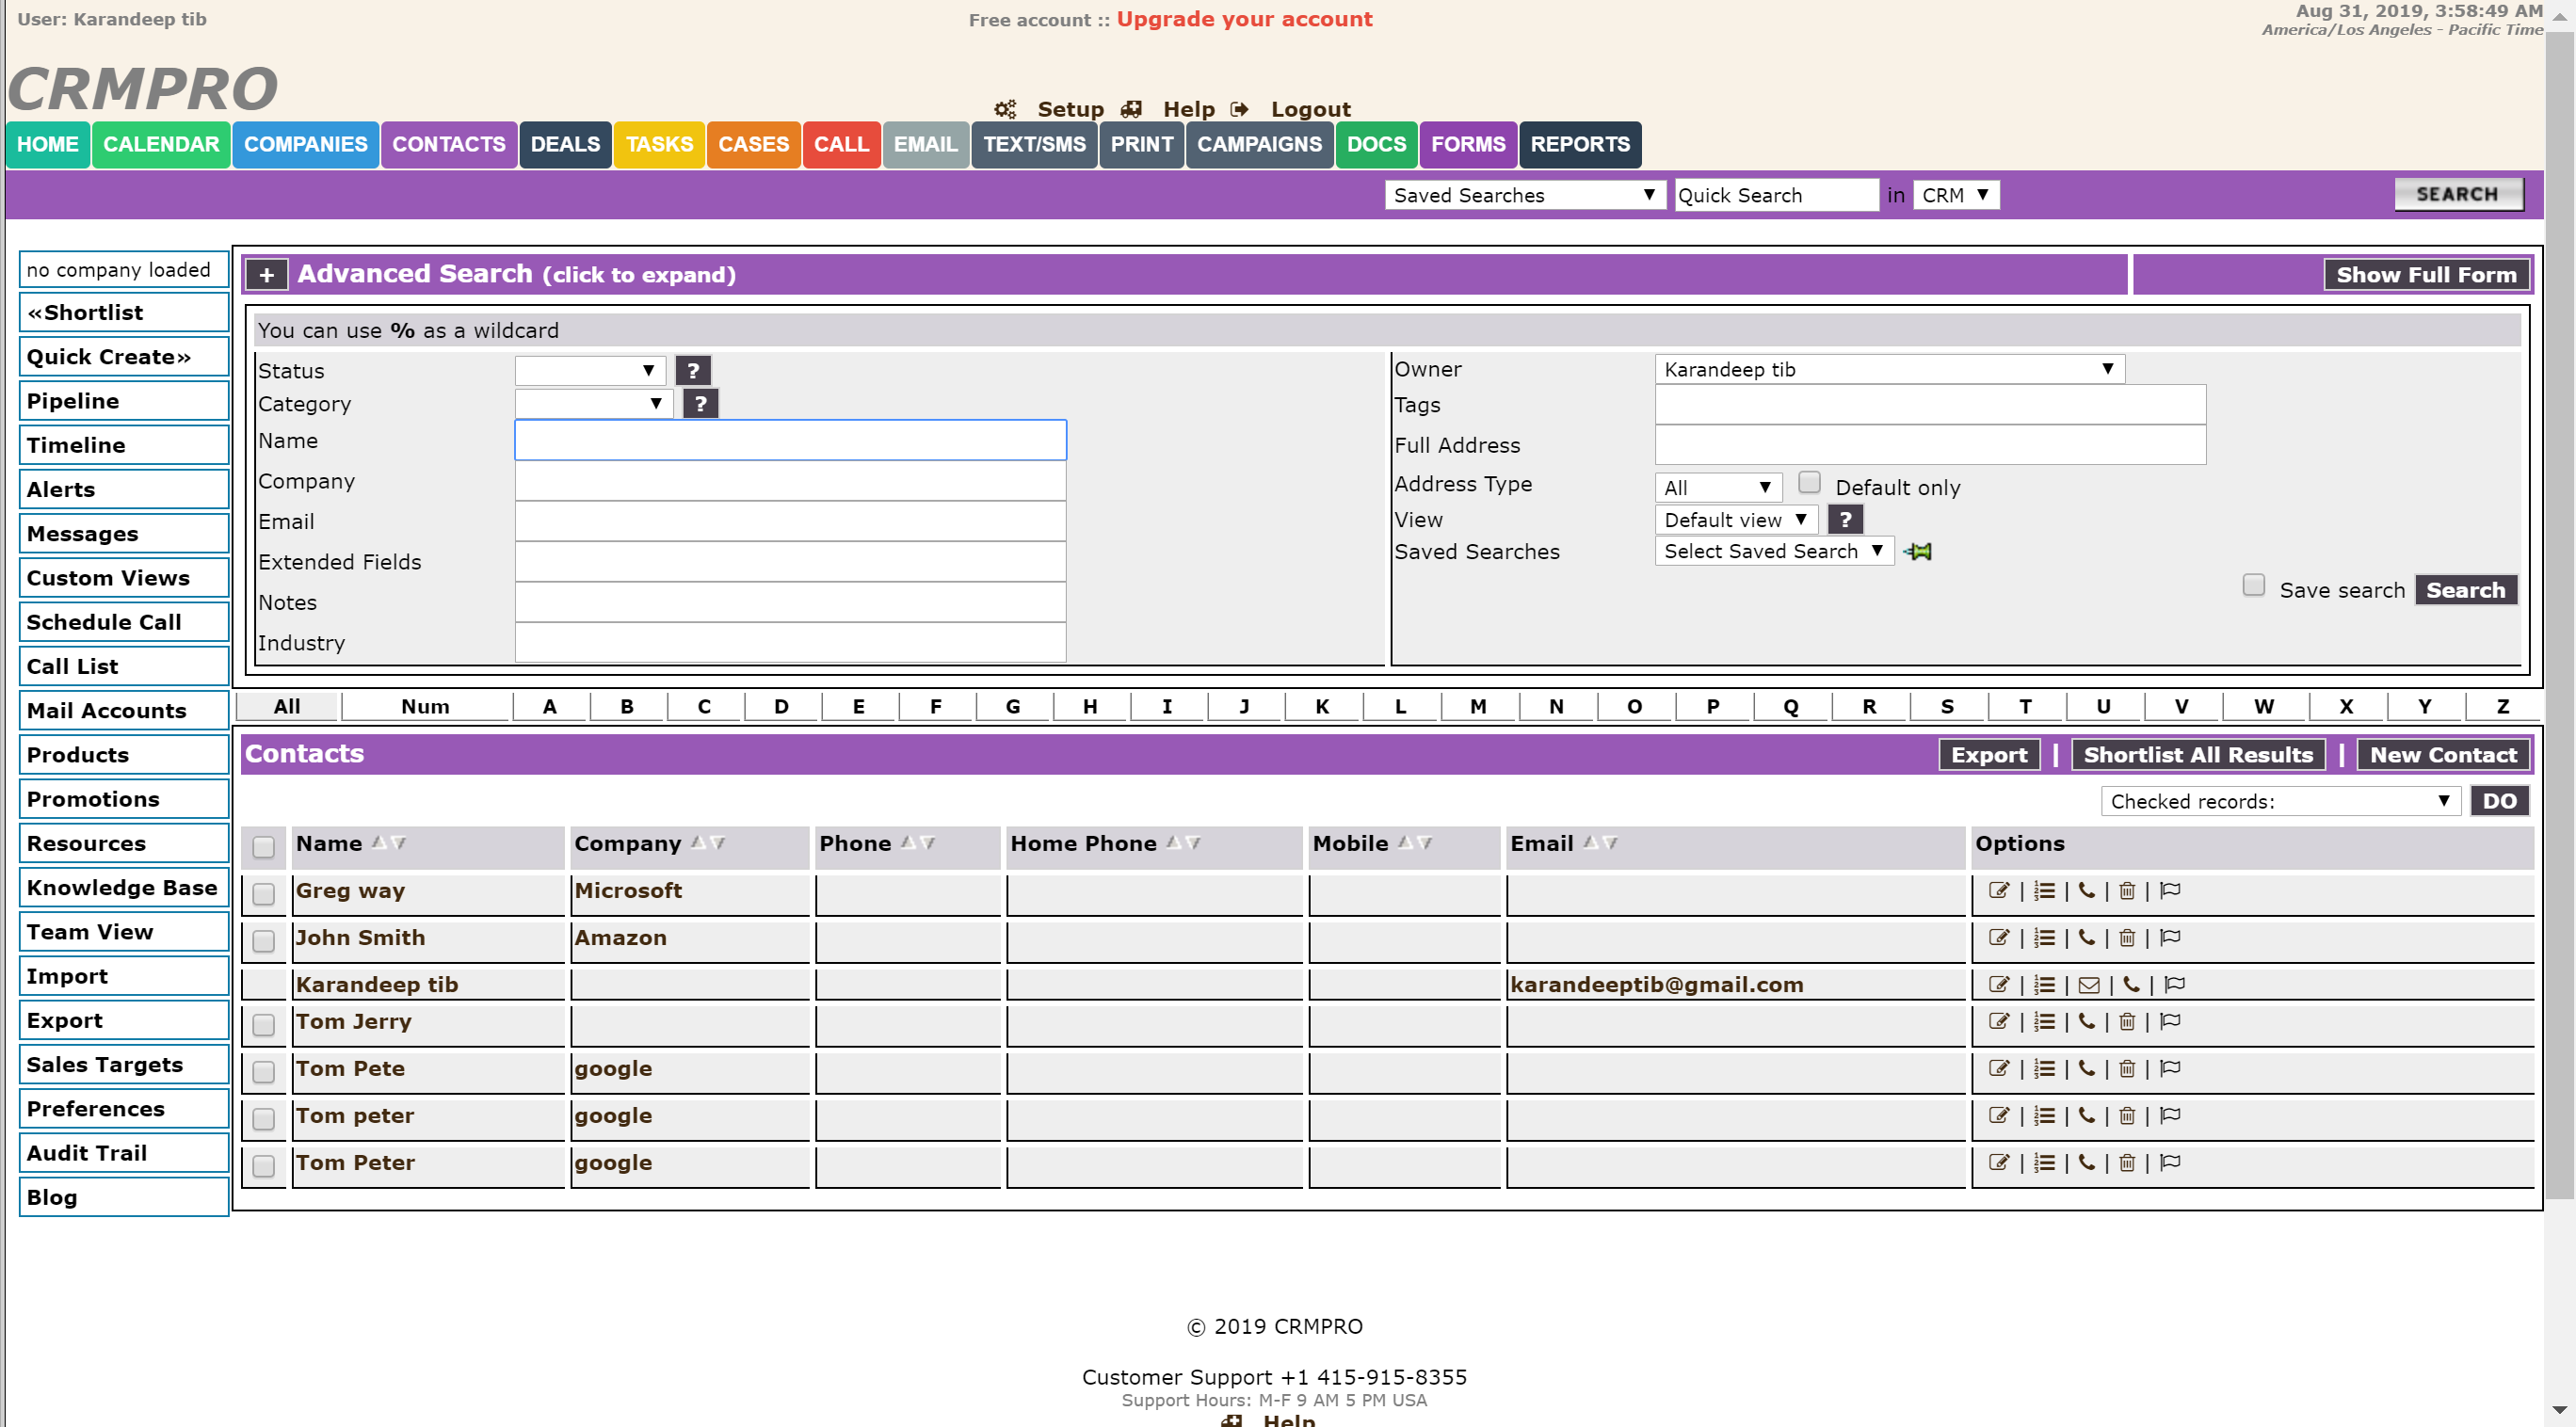 User: Karandeep tib
Free account :: Upgrade your account
Aug 31, 2019, 3:58:49 AM
America/Los Angeles - Pacific Time
CRMPRO
Setup Help Logout
HOME CALENDAR COMPANIES CONTACTS DEALS TASKS CASES CALL EMAIL TEXT/SMS PRINT CAMPAIGNS DOCS FORMS REPORTS
Saved Searches Quick Search in CRM SEARCH
no company loaded
«Shortlist
Quick Create»
Pipeline
Timeline
Alerts
Messages
Custom Views
Schedule Call
Call List
Mail Accounts
Products
Promotions
Resources
Knowledge Base
Team View
Import
Export
Sales Targets
Preferences
Audit Trail
Blog
+ Advanced Search (click to expand) Show Full Form
You can use % as a wildcard
Status ?
Category ?
Name
Company
Email
Extended Fields
Notes
Industry
Owner Karandeep tib
Tags
Full Address
Address Type All Default only
View Default view ?
Saved Searches Select Saved Search
Save search Search
All Num A B C D E F G H I J K L M N O P Q R S T U V W X Y Z
Contacts Export | Shortlist All Results | New Contact
Checked records: DO
Name Company Phone Home Phone Mobile Email Options
Greg way Microsoft | | | |
John Smith Amazon | | | |
Karandeep tib karandeeptib@gmail.com | | | |
Tom Jerry | | | |
Tom Pete google | | | |
Tom peter google | | | |
Tom Peter google | | | |
© 2019 CRMPRO
Customer Support +1 415-915-8355
Support Hours: M-F 9 AM 5 PM USA
Help